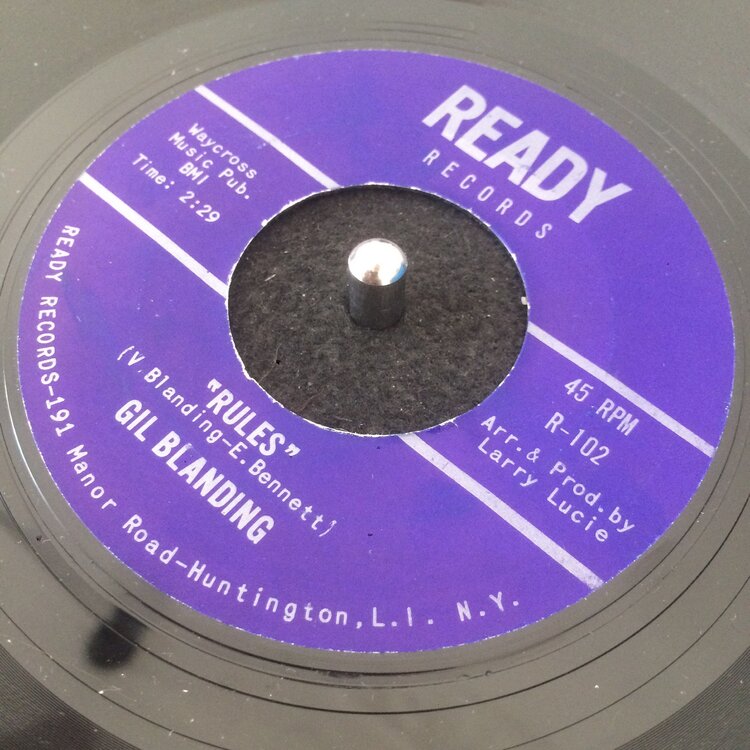 READY
RECORDS
Waycross
Music Pub.
BMI
Time: 2:29
45 RPM
R-102
Arr.& Prod.by
Larry Lucie
"RULES"
(V.Blanding-E.Bennett)
GIL BLANDING
READY RECORDS-191 Manor Road-Huntington,L.I. N.Y.